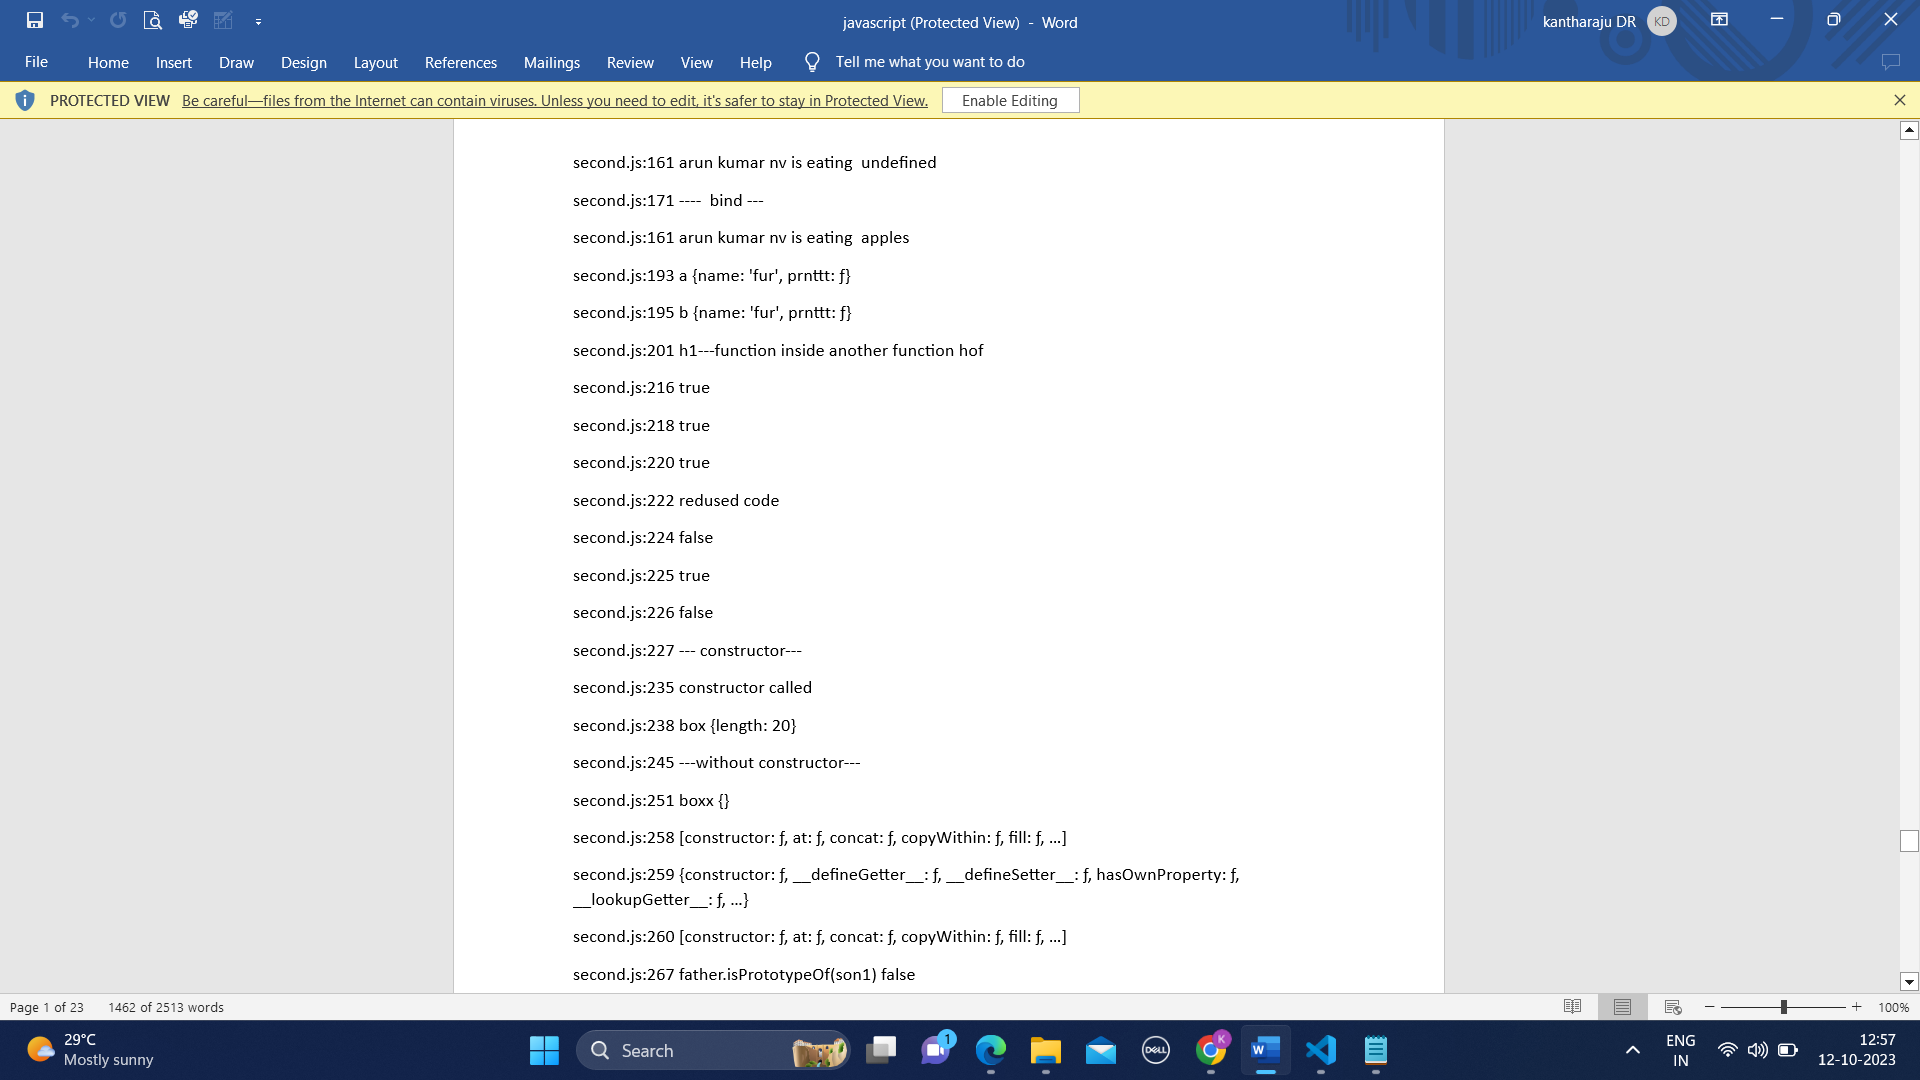 javascript (Protected View) - Word
kantharaju DR
KD
File Home Insert Draw Design Layout References Mailings Review View Help Tell me what you want to do
PROTECTED VIEW Be careful—files from the Internet can contain viruses. Unless you need to edit, it's safer to stay in Protected View. Enable Editing
second.js:161 arun kumar nv is eating  undefined
second.js:171 ----  bind ---
second.js:161 arun kumar nv is eating  apples
second.js:193 a {name: 'fur', prnttt: ƒ}
second.js:195 b {name: 'fur', prnttt: ƒ}
second.js:201 h1---function inside another function hof
second.js:216 true
second.js:218 true
second.js:220 true
second.js:222 redused code
second.js:224 false
second.js:225 true
second.js:226 false
second.js:227 --- constructor---
second.js:235 constructor called
second.js:238 box {length: 20}
second.js:245 ---without constructor---
second.js:251 boxx {}
second.js:258 [constructor: ƒ, at: ƒ, concat: ƒ, copyWithin: ƒ, fill: ƒ, …]
second.js:259 {constructor: ƒ, __defineGetter__: ƒ, __defineSetter__: ƒ, hasOwnProperty: ƒ,
__lookupGetter__: ƒ, …}
second.js:260 [constructor: ƒ, at: ƒ, concat: ƒ, copyWithin: ƒ, fill: ƒ, …]
second.js:267 father.isPrototypeOf(son1) false
Page 1 of 23 1462 of 2513 words 100%
29°C
Mostly sunny
Search
1
DELL
K
W
ENG
IN
12:57
12-10-2023